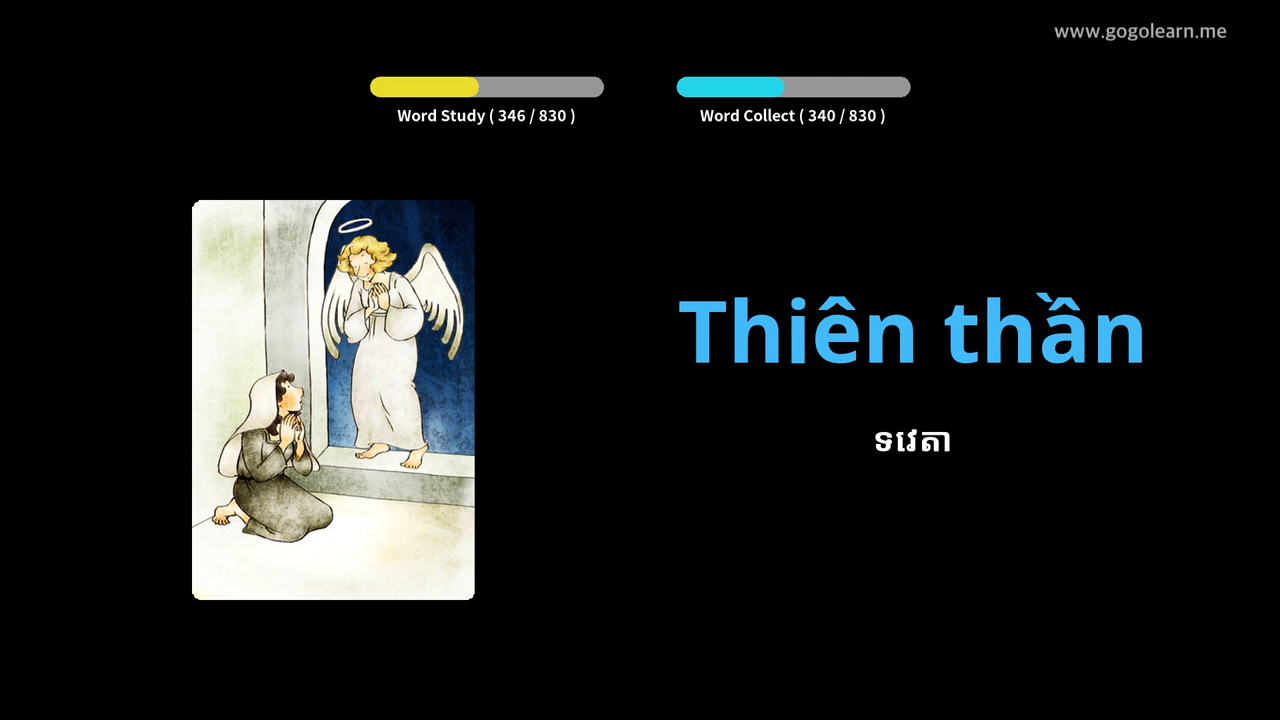 www.gogolearn.me
Word Study ( 346 / 830 )
Word Collect ( 340 / 830 )
Thiên thần
ទវេតា